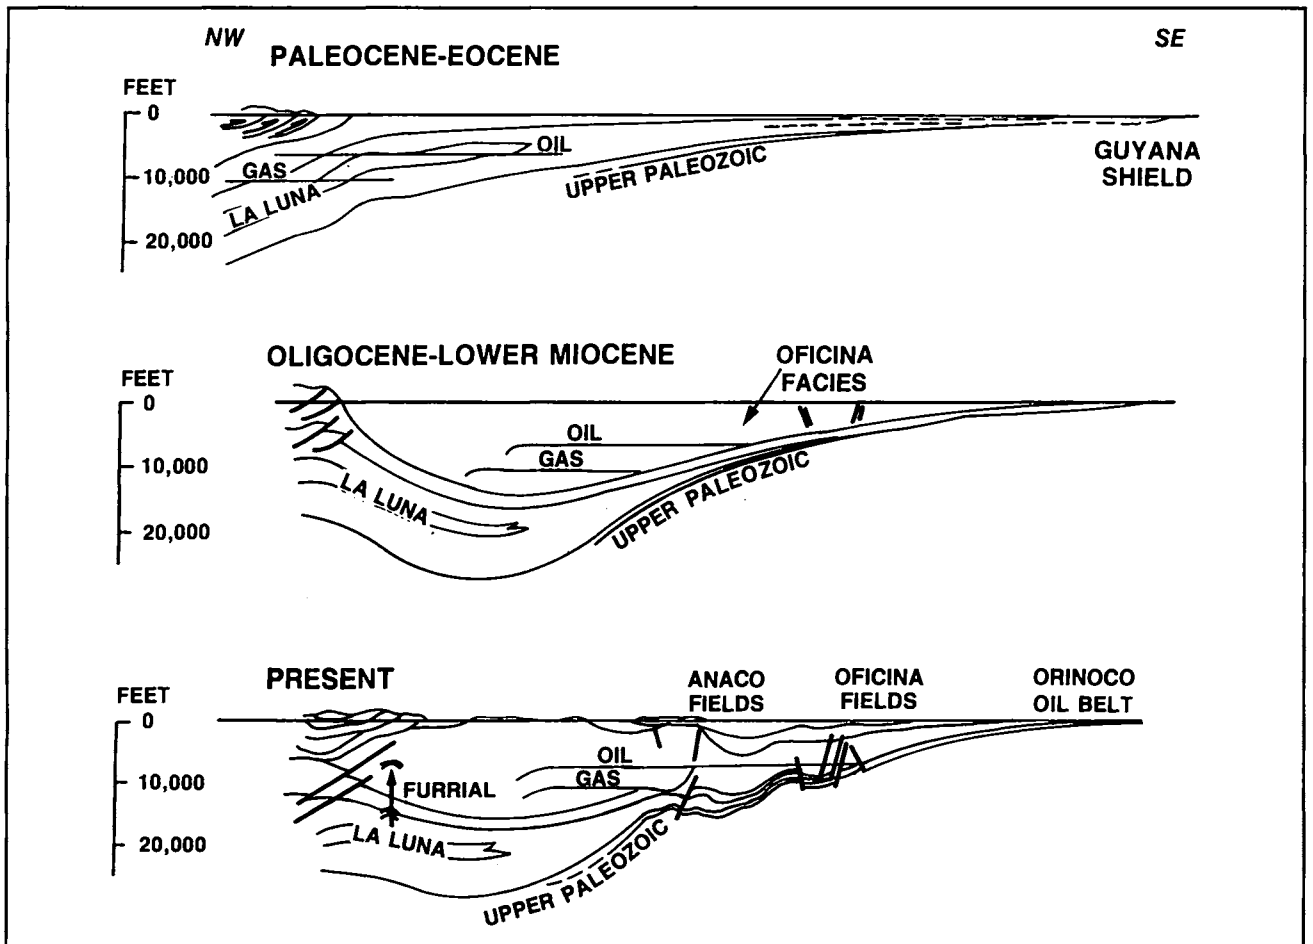 NW
SE
PALEOCENE-EOCENE
FEET
0
10,000
20,000
OIL
GAS
LA LUNA
UPPER PALEOZOIC
GUYANA
SHIELD
OLIGOCENE-LOWER MIOCENE
OFICINA
FACIES
FEET
0
10,000
20,000
OIL
GAS
LA LUNA
UPPER PALEOZOIC
PRESENT
ANACO
FIELDS
OFICINA
FIELDS
ORINOCO
OIL BELT
FEET
0
10,000
20,000
OIL
GAS
FURRIAL
LA LUNA
UPPER PALEOZOIC